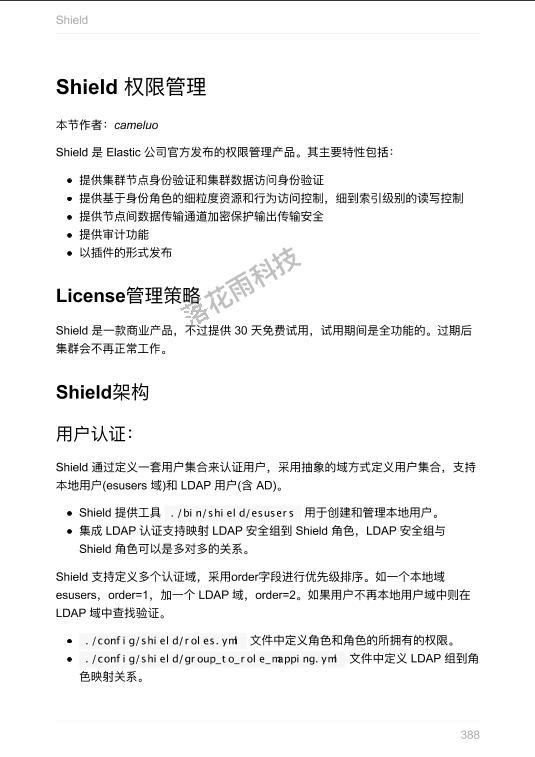 Shield
Shield 权限管理
本节作者：cameluo
Shield 是 Elastic 公司官方发布的权限管理产品。其主要特性包括：
● 提供集群节点身份验证和集群数据访问身份验证
● 提供基于身份角色的细粒度资源和行为访问控制，细到索引级别的读写控制
● 提供节点间数据传输通道加密保护输出传输安全
● 提供审计功能
● 以插件的形式发布
落花雨科技
License管理策略
Shield 是一款商业产品，不过提供 30 天免费试用，试用期间是全功能的。过期后
集群会不再正常工作。
Shield架构
用户认证：
Shield 通过定义一套用户集合来认证用户，采用抽象的域方式定义用户集合，支持
本地用户(esusers 域)和 LDAP 用户(含 AD)。
● Shield 提供工具 ./bin/shield/esusers 用于创建和管理本地用户。
● 集成 LDAP 认证支持映射 LDAP 安全组到 Shield 角色，LDAP 安全组与
Shield 角色可以是多对多的关系。
Shield 支持定义多个认证域，采用order字段进行优先级排序。如一个本地域
esusers，order=1，加一个 LDAP 域，order=2。如果用户不再本地用户域中则在
LDAP 域中查找验证。
● ./config/shield/roles.yml 文件中定义角色和角色的所拥有的权限。
● ./config/shield/group_to_role_mapping.yml 文件中定义 LDAP 组到角
色映射关系。
388